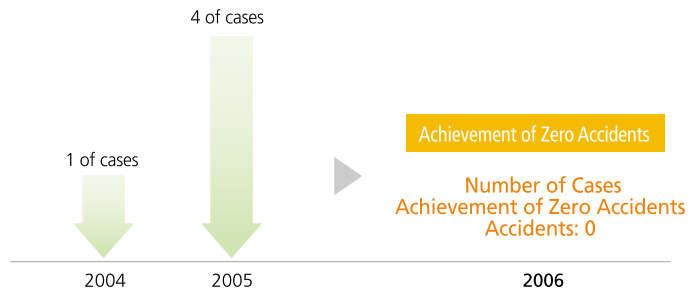 4 of cases
1 of cases
Achievement of Zero Accidents
Number of Cases
Achievement of Zero Accidents
Accidents: 0
2004
2005
2006